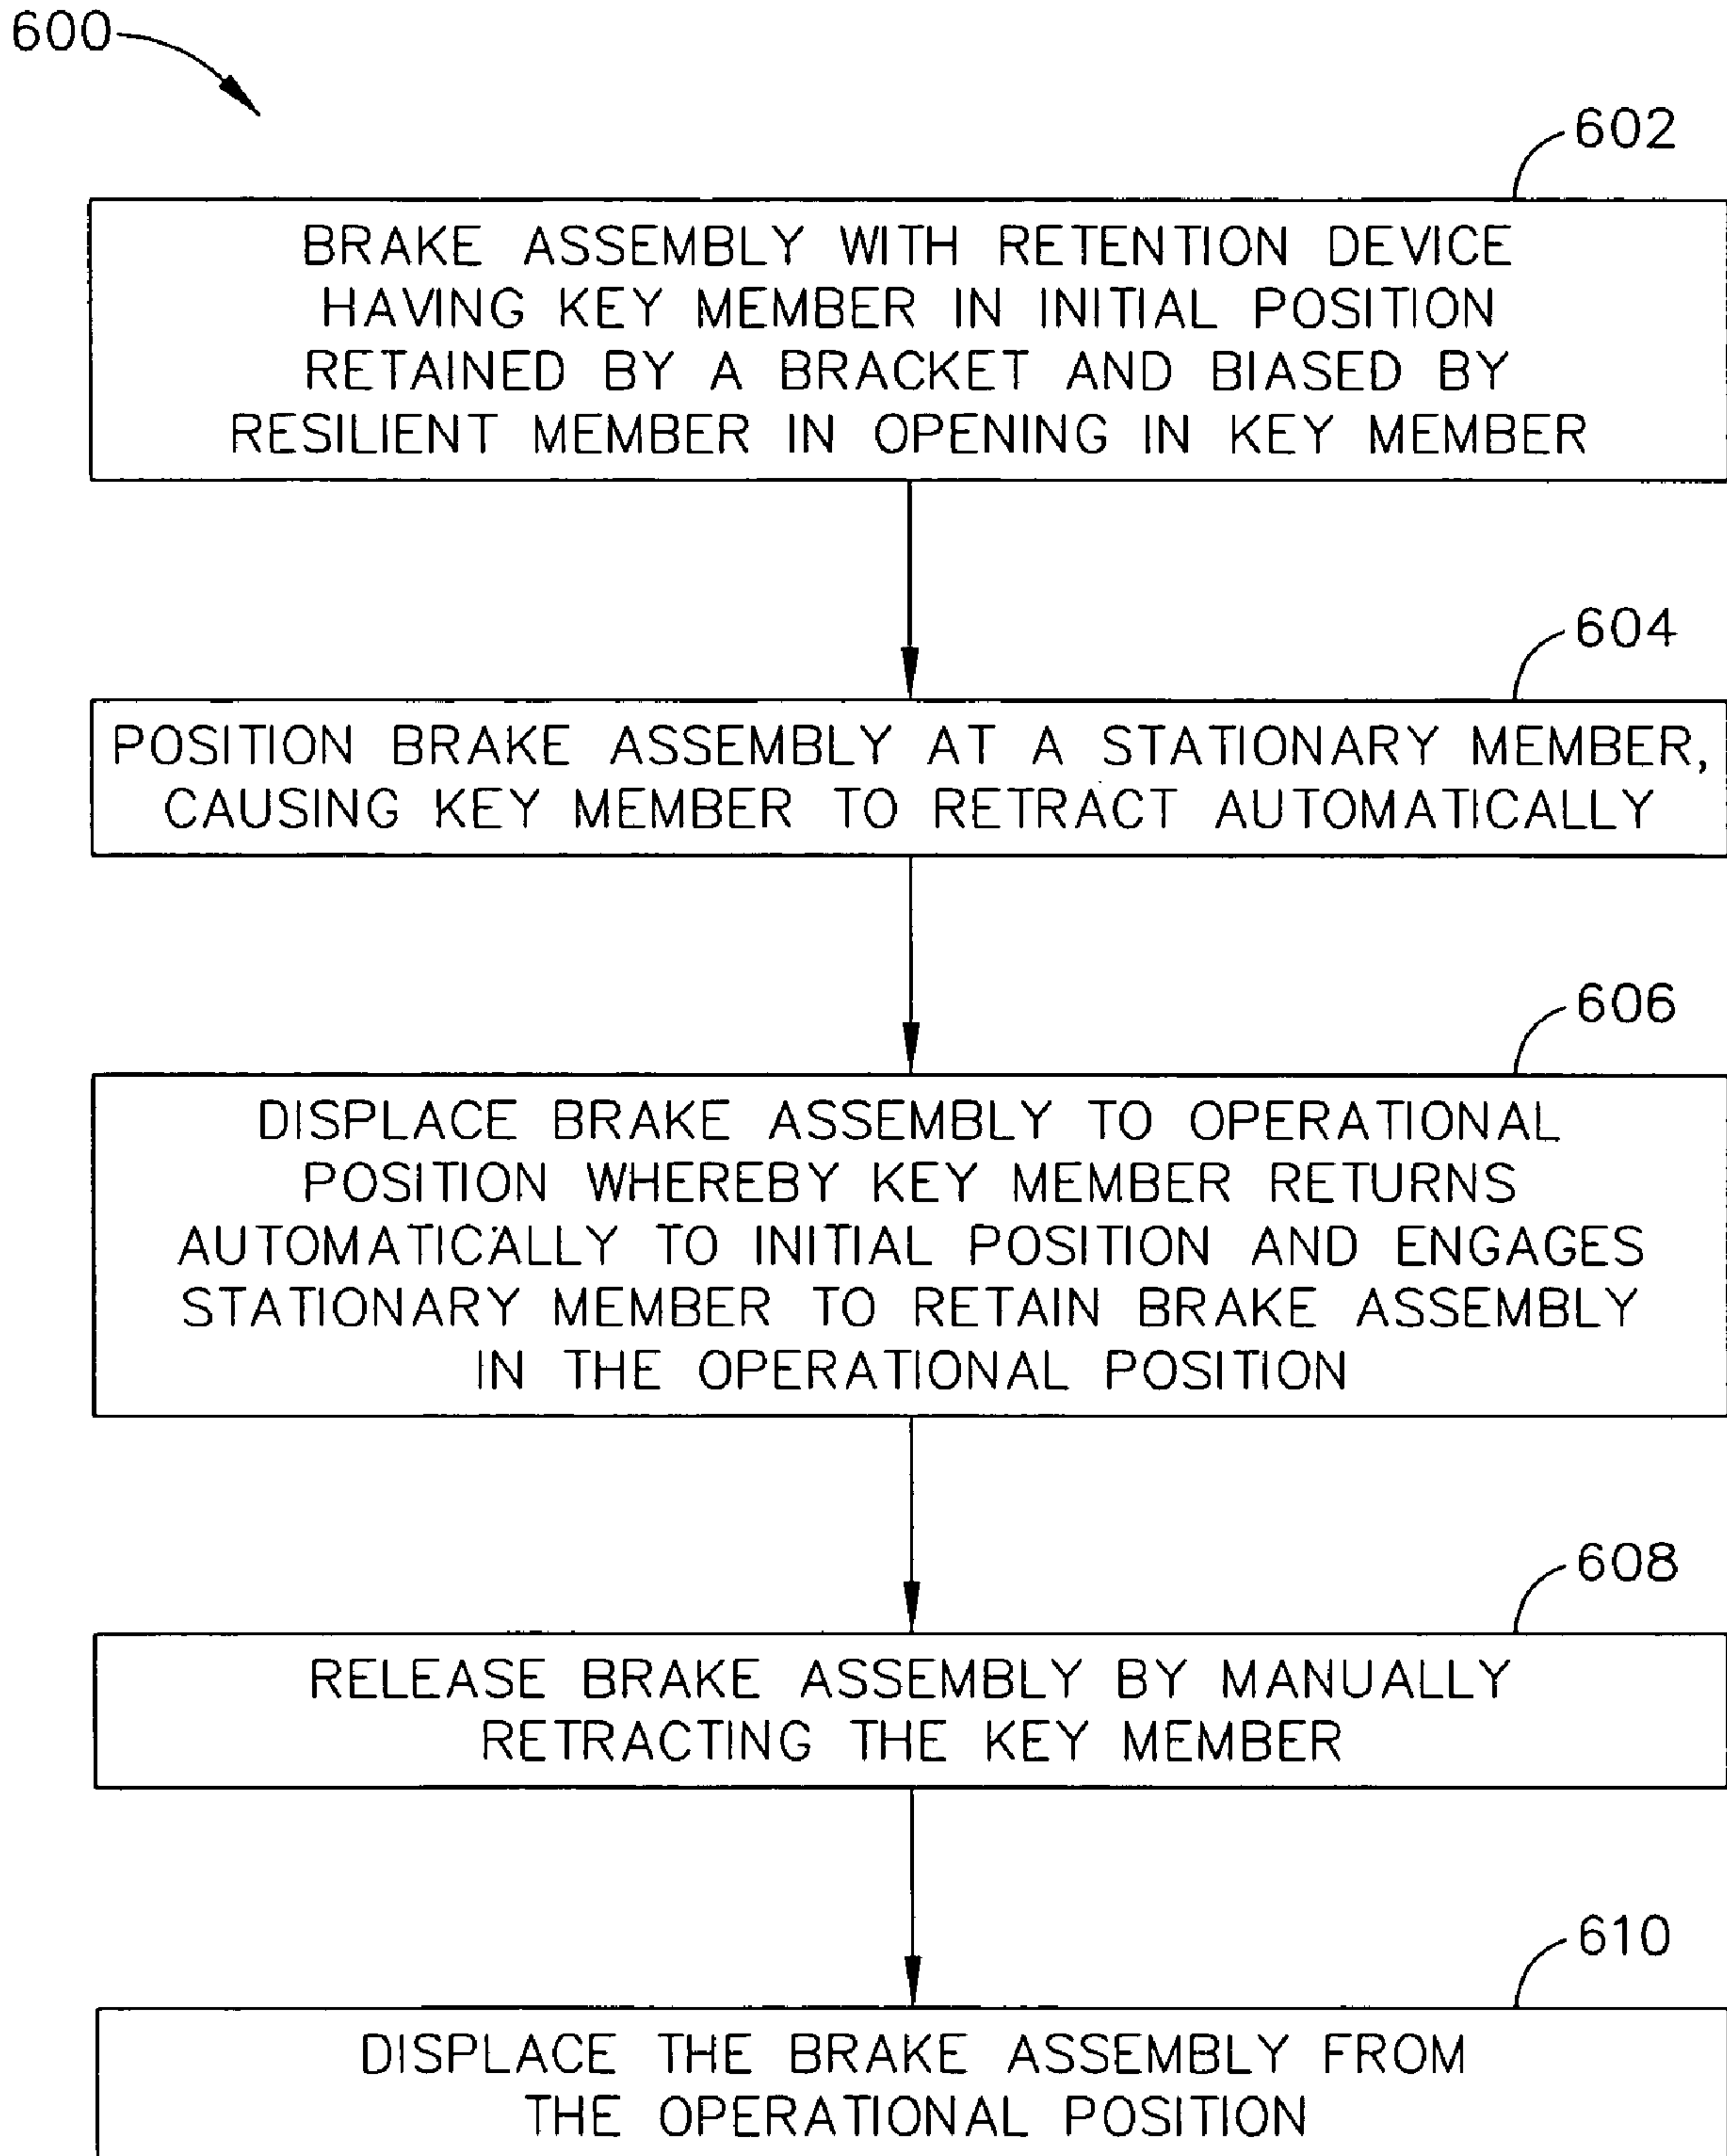 600
602
BRAKE ASSEMBLY WITH RETENTION DEVICE
HAVING KEY MEMBER IN INITIAL POSITION
RETAINED BY A BRACKET AND BIASED BY
RESILIENT MEMBER IN OPENING IN KEY MEMBER
604
POSITION BRAKE ASSEMBLY AT A STATIONARY MEMBER,
CAUSING KEY MEMBER TO RETRACT AUTOMATICALLY
606
DISPLACE BRAKE ASSEMBLY TO OPERATIONAL
POSITION WHEREBY KEY MEMBER RETURNS
AUTOMATICALLY TO INITIAL POSITION AND ENGAGES
STATIONARY MEMBER TO RETAIN BRAKE ASSEMBLY
IN THE OPERATIONAL POSITION
608
RELEASE BRAKE ASSEMBLY BY MANUALLY
RETRACTING THE KEY MEMBER
610
DISPLACE THE BRAKE ASSEMBLY FROM
THE OPERATIONAL POSITION